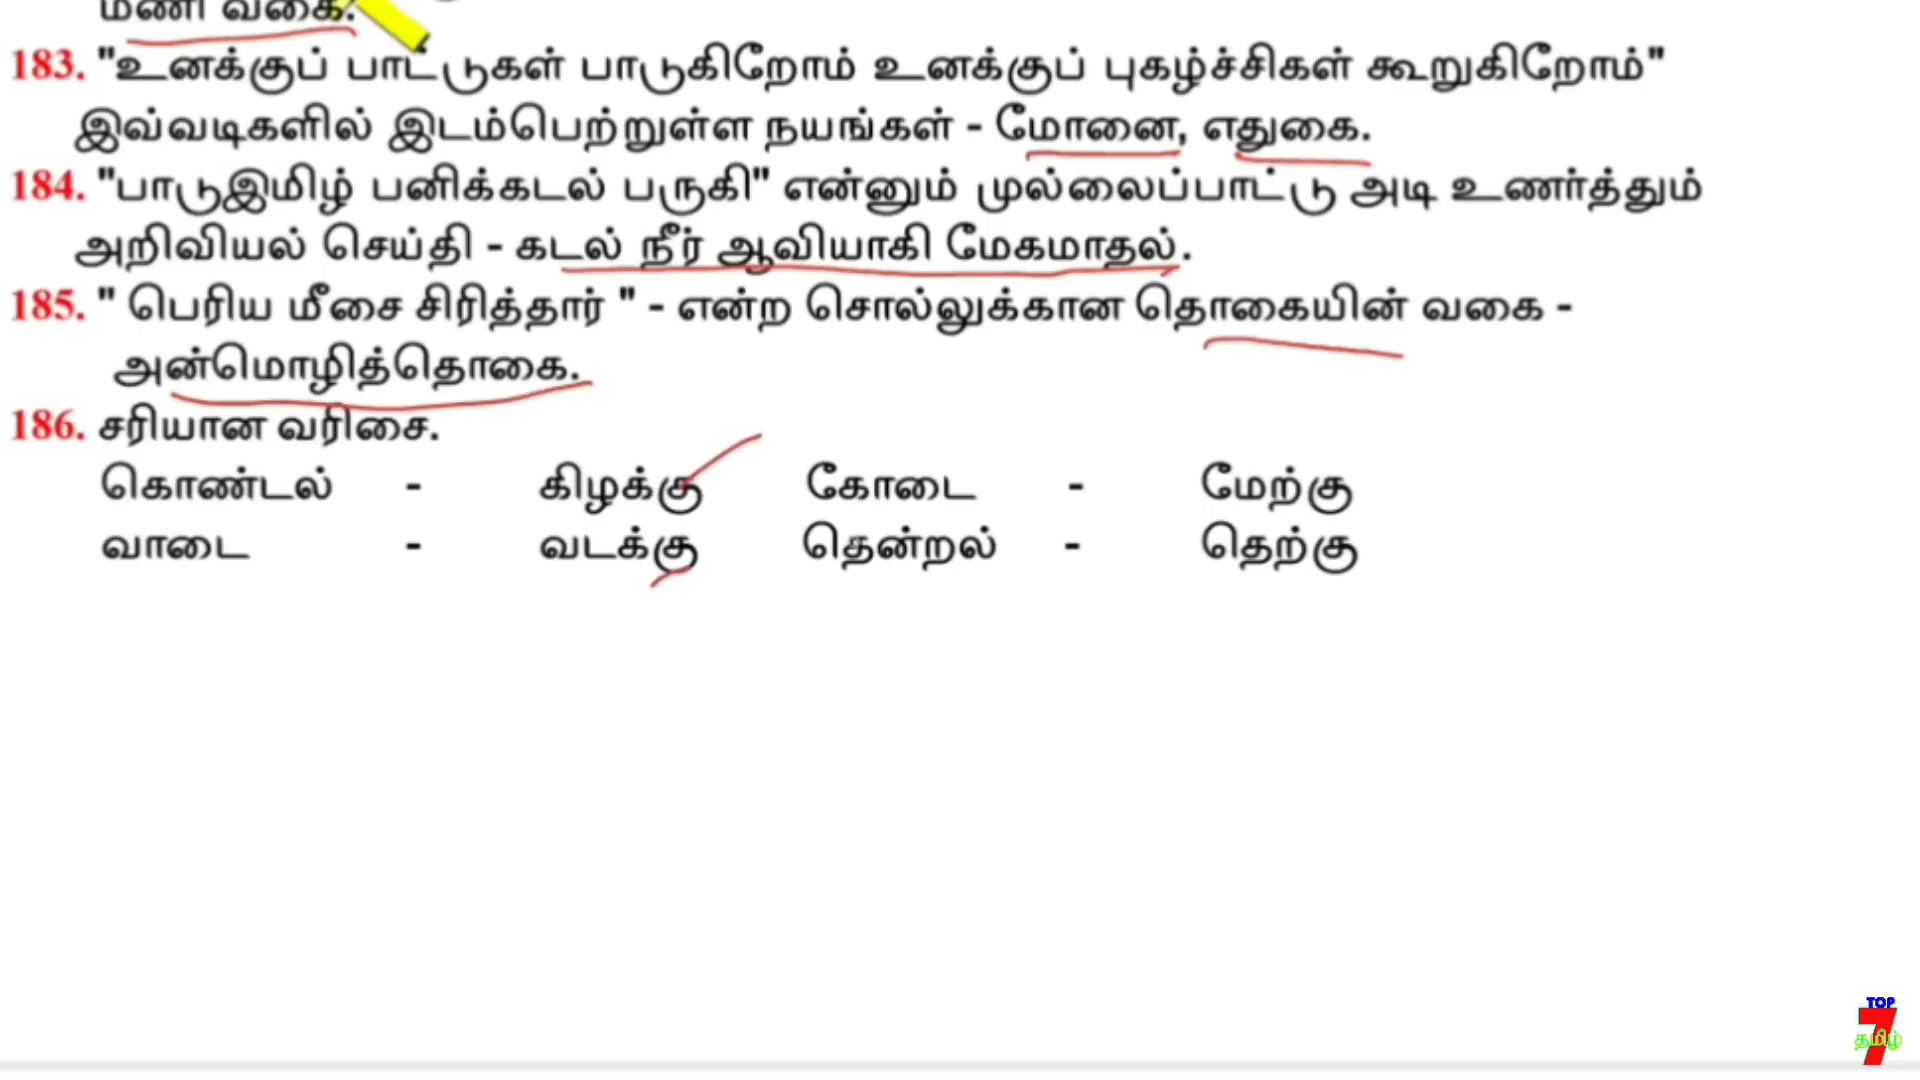 மணி வகை.
183. "உனக்குப் பாட்டுகள் பாடுகிறோம் உனக்குப் புகழ்ச்சிகள் கூறுகிறோம்"
இவ்வடிகளில் இடம்பெற்றுள்ள நயங்கள் - மோனை, எதுகை.
184. "பாடுஇமிழ் பனிக்கடல் பருகி" என்னும் முல்லைப்பாட்டு அடி உணர்த்தும்
அறிவியல் செய்தி - கடல் நீர் ஆவியாகி மேகமாதல்.
185. " பெரிய மீசை சிரித்தார் " - என்ற சொல்லுக்கான தொகையின் வகை -
அன்மொழித்தொகை.
186. சரியான வரிசை.
கொண்டல் - கிழக்கு கோடை - மேற்கு
வாடை - வடக்கு தென்றல் - தெற்கு
TOP
7
தமிழ்